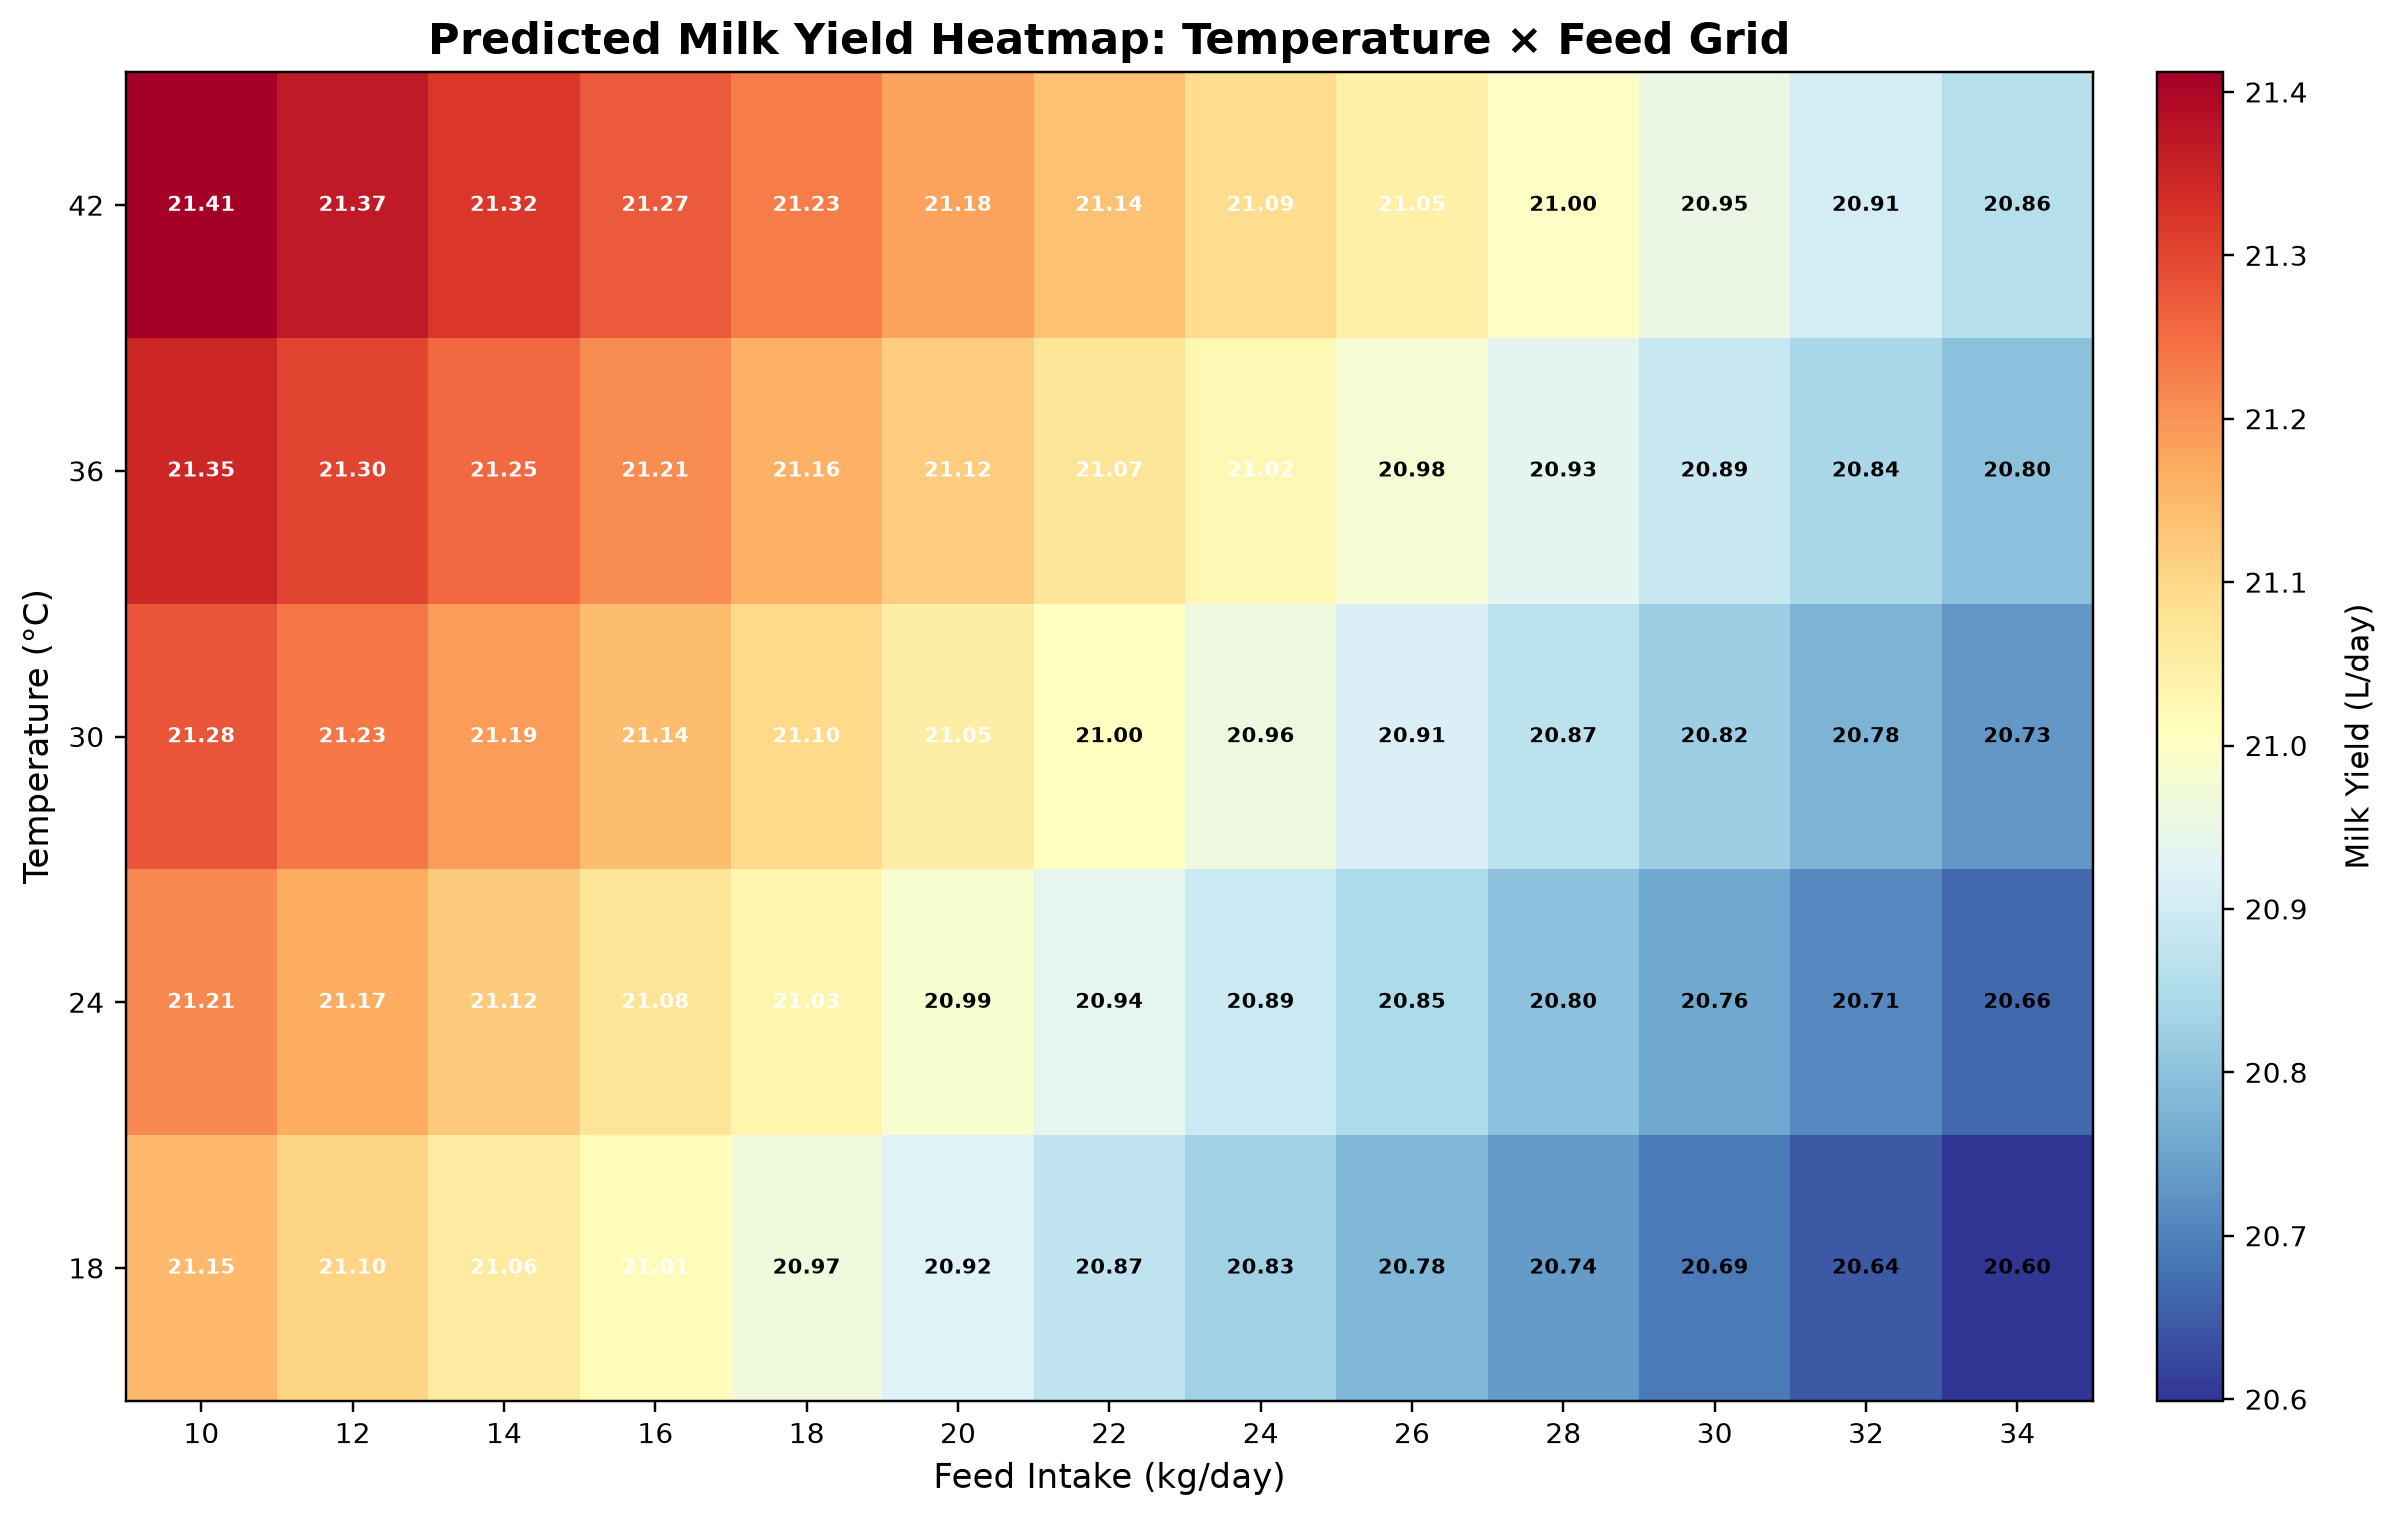 Predicted Milk Yield Heatmap: Temperature × Feed Grid
Temperature (°C)
42 21.41 21.37 21.32 21.27 21.23 21.18 21.14 21.09 21.05 21.00 20.95 20.91 20.86
36 21.35 21.30 21.25 21.21 21.16 21.12 21.07 21.02 20.98 20.93 20.89 20.84 20.80
30 21.28 21.23 21.19 21.14 21.10 21.05 21.00 20.96 20.91 20.87 20.82 20.78 20.73
24 21.21 21.17 21.12 21.08 21.03 20.99 20.94 20.89 20.85 20.80 20.76 20.71 20.66
18 21.15 21.10 21.06 21.01 20.97 20.92 20.87 20.83 20.78 20.74 20.69 20.64 20.60
10 12 14 16 18 20 22 24 26 28 30 32 34
Feed Intake (kg/day)
21.4
21.3
21.2
21.1
21.0
20.9
20.8
20.7
20.6
Milk Yield (L/day)